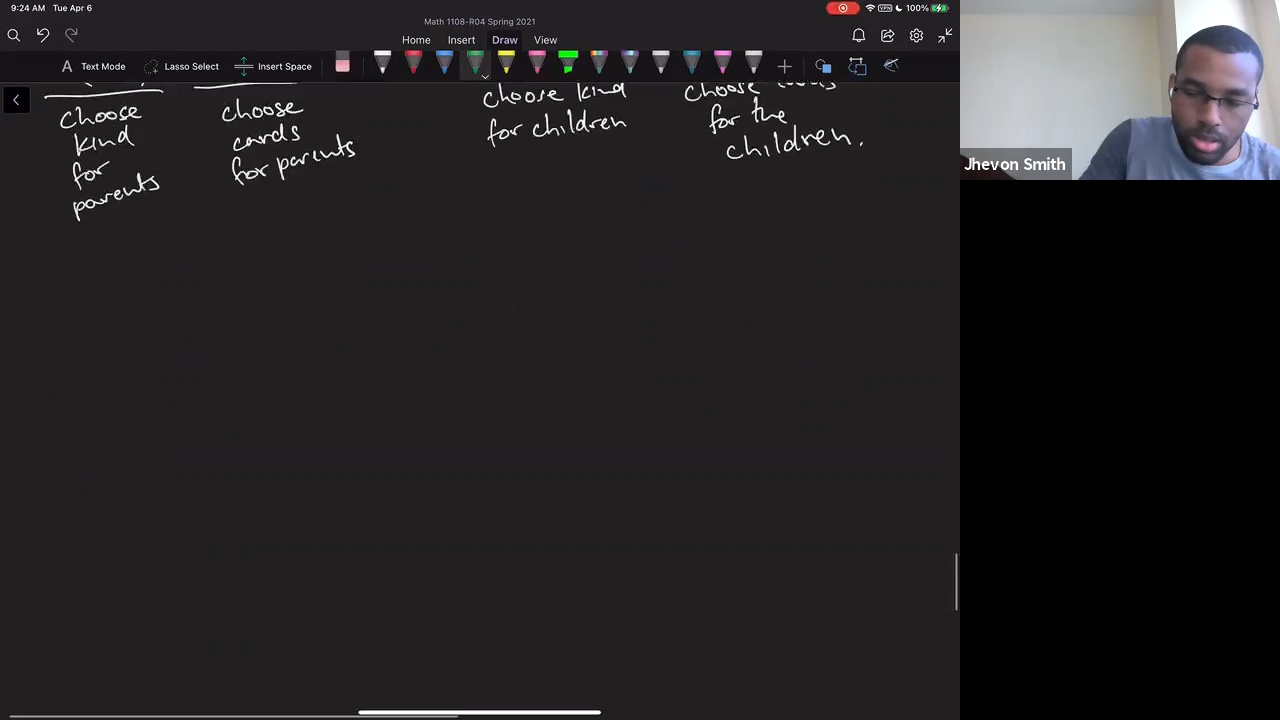 9:24 AM Tue Apr 6
VPN 100%
Math 1108-R04 Spring 2021
Home Insert Draw View
A Text Mode Lasso Select Insert Space
choose
kind
for
parents
choose
cards
for parents
choose kind
for children
choose
for the
children.
Jhevon Smith